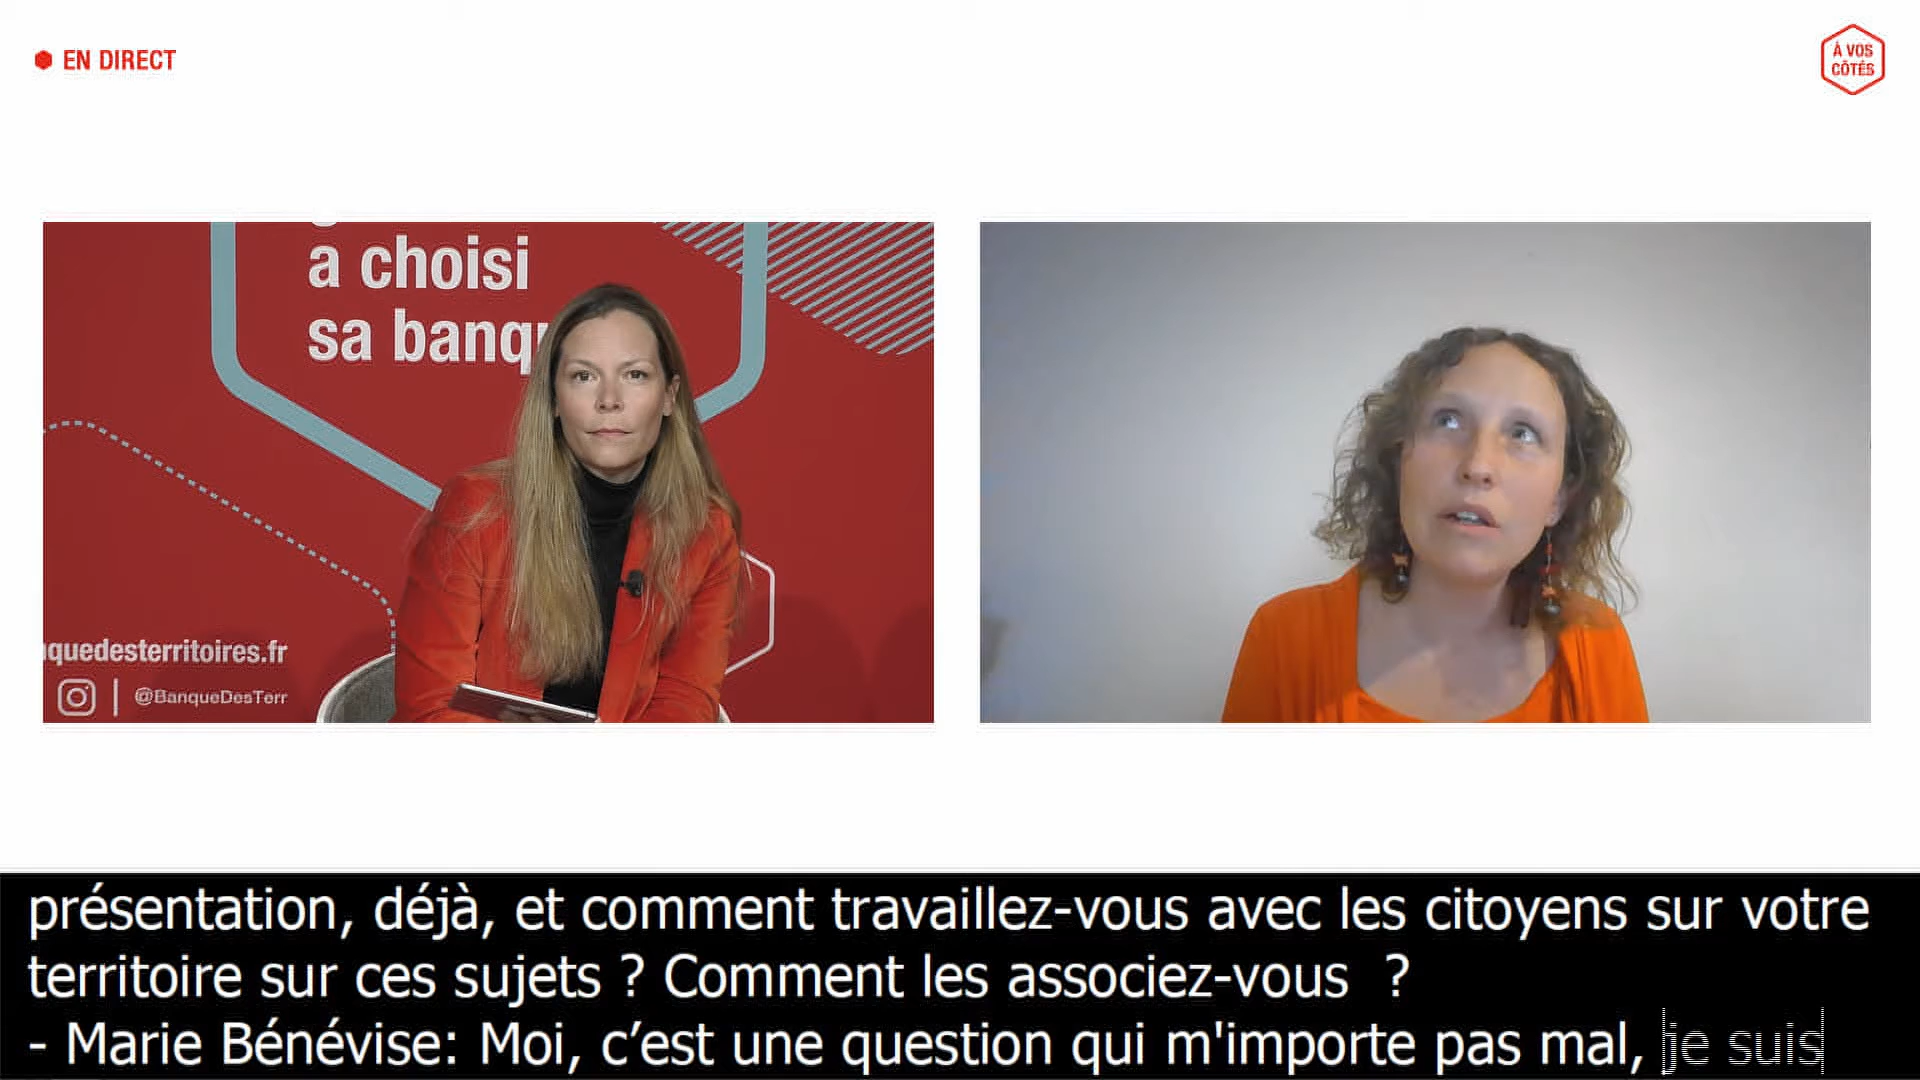 EN DIRECT
À VOS
CÔTÉS
a choisi
sa banq
quedesterritoires.fr
@BanqueDesTerr
présentation, déjà, et comment travaillez-vous avec les citoyens sur votre
territoire sur ces sujets ? Comment les associez-vous  ?
- Marie Bénévise: Moi, c’est une question qui m'importe pas mal, je suis